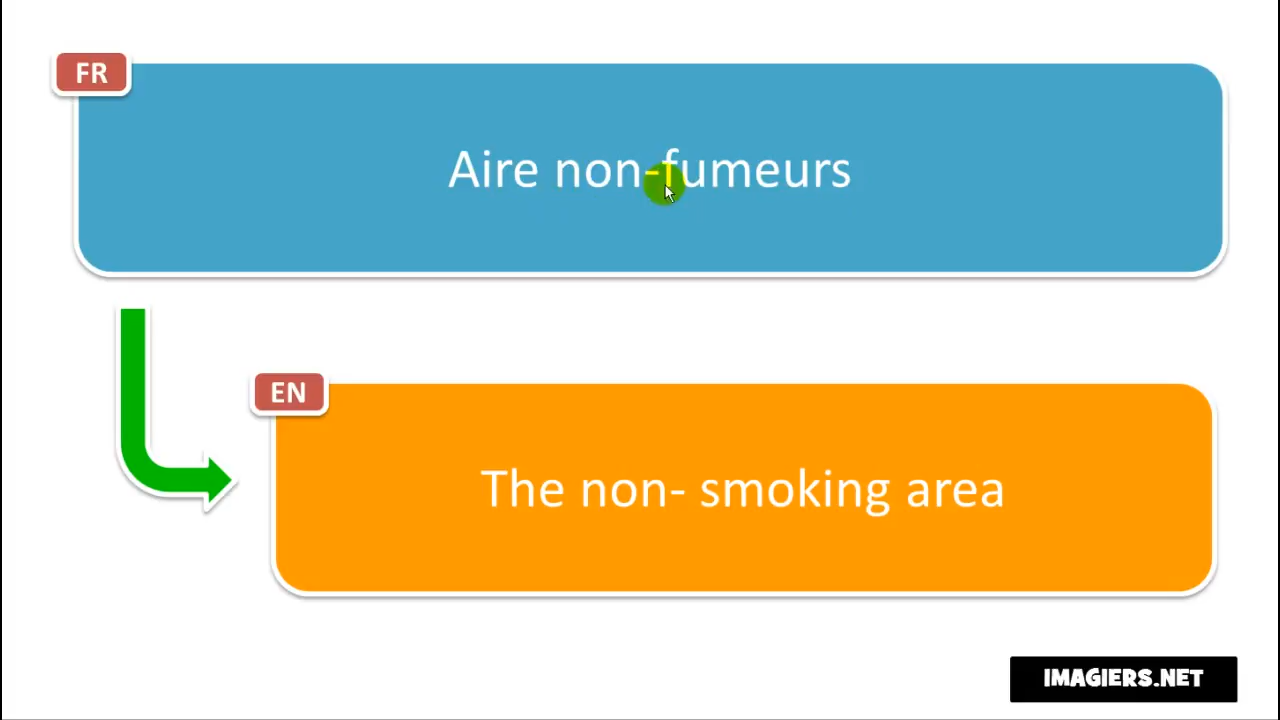 FR
Aire non-fumeurs
EN
The non- smoking area
IMAGIERS.NET